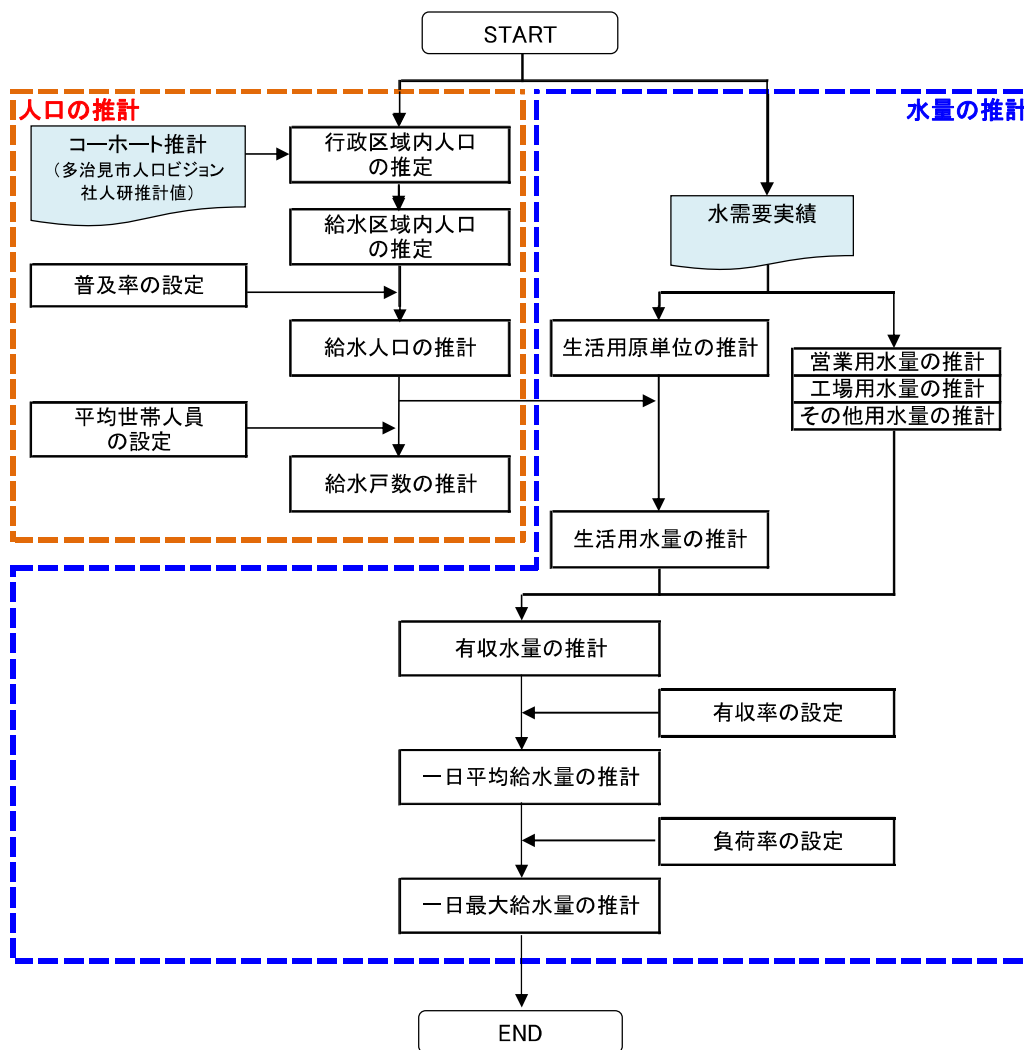 START
人口の推計
水量の推計
コーホート推計
（多治見市人口ビジョン
社人研推計値）
行政区域内人口
の推定
給水区域内人口
の推定
水需要実績
普及率の設定
給水人口の推計
生活用原単位の推計
営業用水量の推計
工場用水量の推計
その他用水量の推計
平均世帯人員
の設定
給水戸数の推計
生活用水量の推計
有収水量の推計
有収率の設定
一日平均給水量の推計
負荷率の設定
一日最大給水量の推計
END